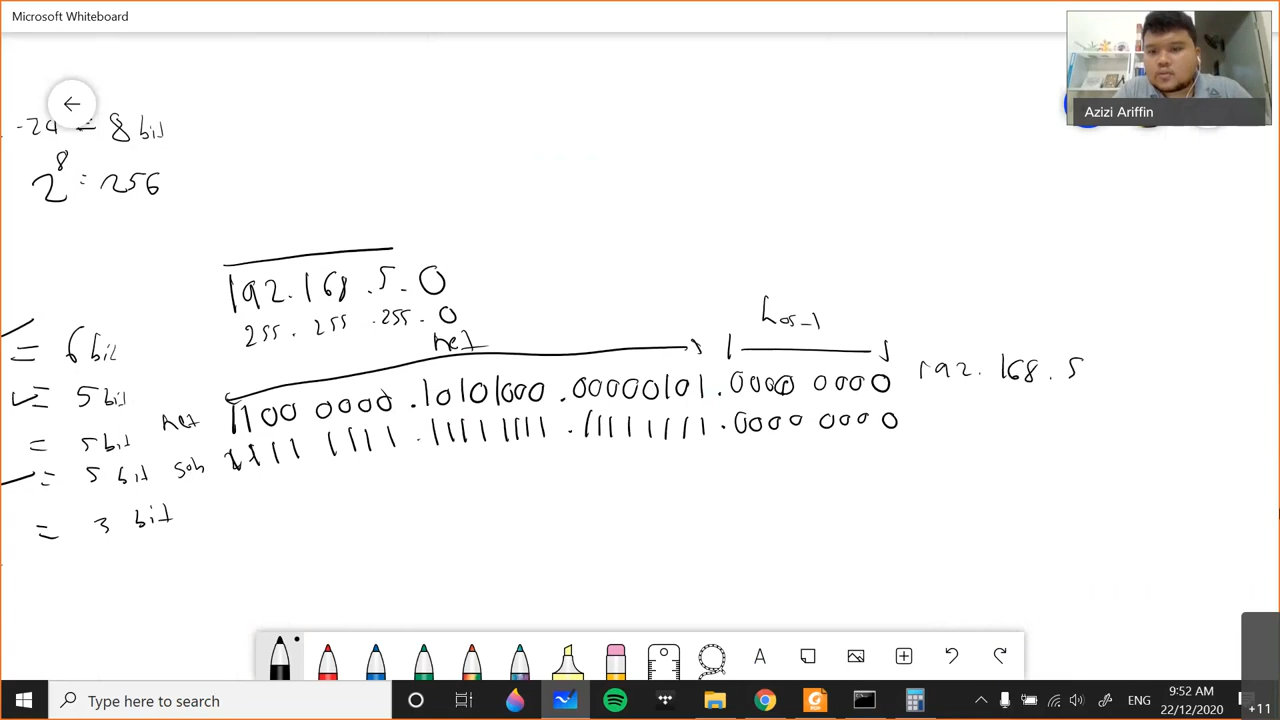 Microsoft Whiteboard
Azizi Ariffin
= 8 bit
2^8 = 256
192.168.5.0
255.255.255.0
net
host
= 6 bit
= 5 bit
= 5 bit
= 5 bit
= 3 bit
net 1100 0000.10101000.00000101.0000 0000 192.168.5
sub 1111 1111.11111111.11111111.0000 0000
A
Type here to search
ENG
9:52 AM
22/12/2020
+11